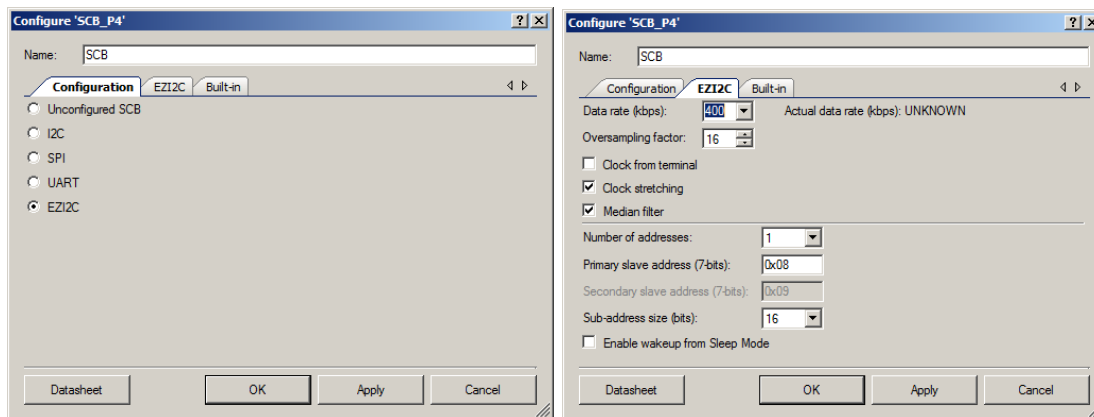 Configure 'SCB_P4'
Name: SCB
Configuration EZI2C Built-in
Unconfigured SCB
I2C
SPI
UART
EZI2C
Datasheet OK Apply Cancel
Configure 'SCB_P4'
Name: SCB
Configuration EZI2C Built-in
Data rate (kbps): 400 Actual data rate (kbps): UNKNOWN
Oversampling factor: 16
Clock from terminal
Clock stretching
Median filter
Number of addresses: 1
Primary slave address (7-bits): 0x08
Secondary slave address (7-bits): 0x09
Sub-address size (bits): 16
Enable wakeup from Sleep Mode
Datasheet OK Apply Cancel